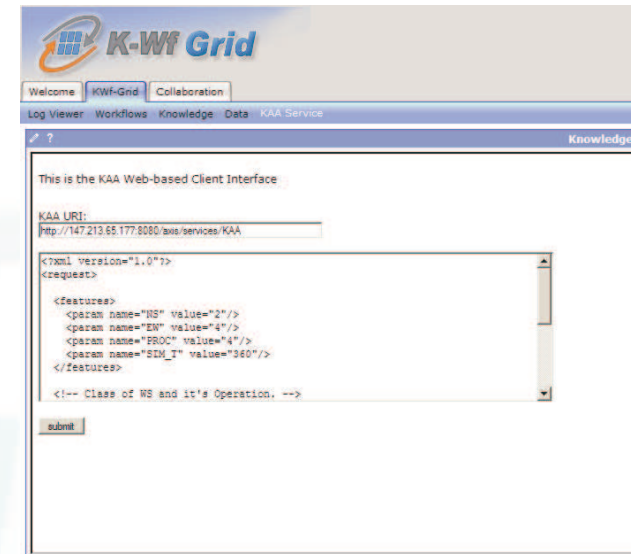 K-Wf Grid
Welcome KWf-Grid Collaboration
Log Viewer Workflows Knowledge Data KAA Service
? Knowledge
This is the KAA Web-based Client Interface
KAA URI:
http://147.213.65.177:8080/axis/services/KAA
<?xml version="1.0"?>
<request>
<features>
<param name="NS" value="2"/>
<param name="EW" value="4"/>
<param name="PROC" value="4"/>
<param name="SIM_T" value="360"/>
</features>
<!-- Class of WS and it's Operation. -->
submit